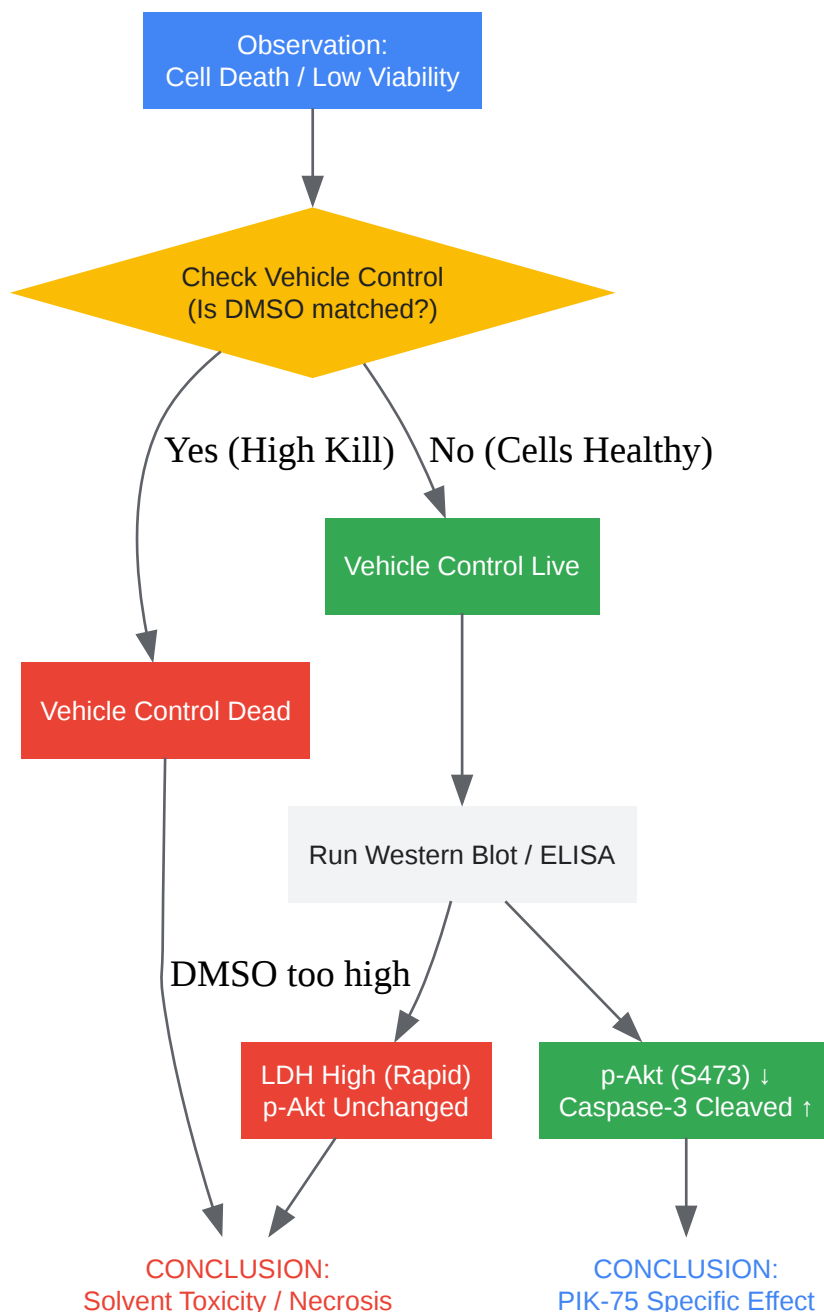 Observation:
Cell Death / Low Viability
Check Vehicle Control
(Is DMSO matched?)
Yes (High Kill)
No (Cells Healthy)
Vehicle Control Live
Vehicle Control Dead
Run Western Blot / ELISA
DMSO too high
LDH High (Rapid)
p-Akt Unchanged
p-Akt (S473) ↓
Caspase-3 Cleaved ↑
CONCLUSION:
Solvent Toxicity / Necrosis
CONCLUSION:
PIK-75 Specific Effect